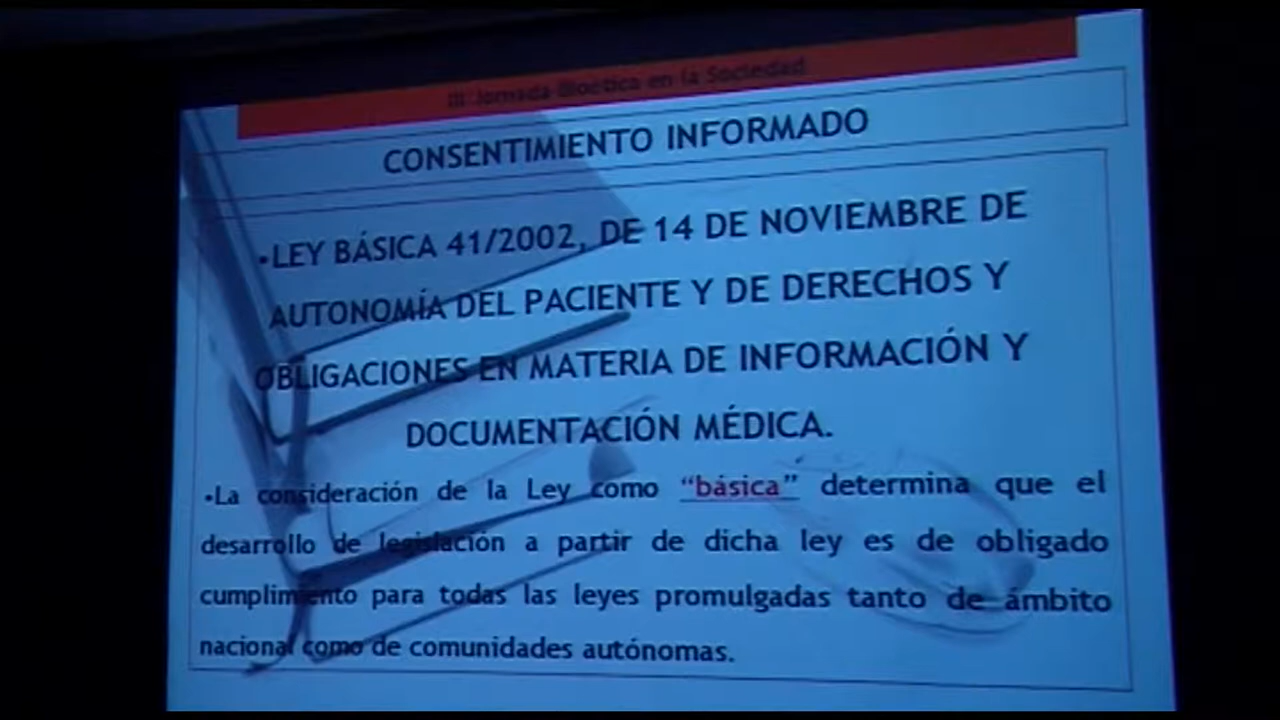 III Jornada Bioética en la Sociedad
CONSENTIMIENTO INFORMADO
•LEY BÁSICA 41/2002, DE 14 DE NOVIEMBRE DE
AUTONOMÍA DEL PACIENTE Y DE DERECHOS Y
OBLIGACIONES EN MATERIA DE INFORMACIÓN Y
DOCUMENTACIÓN MÉDICA.
•La consideración de la Ley como “básica” determina que el
desarrollo de legislación a partir de dicha ley es de obligado
cumplimiento para todas las leyes promulgadas tanto de ámbito
nacional como de comunidades autónomas.